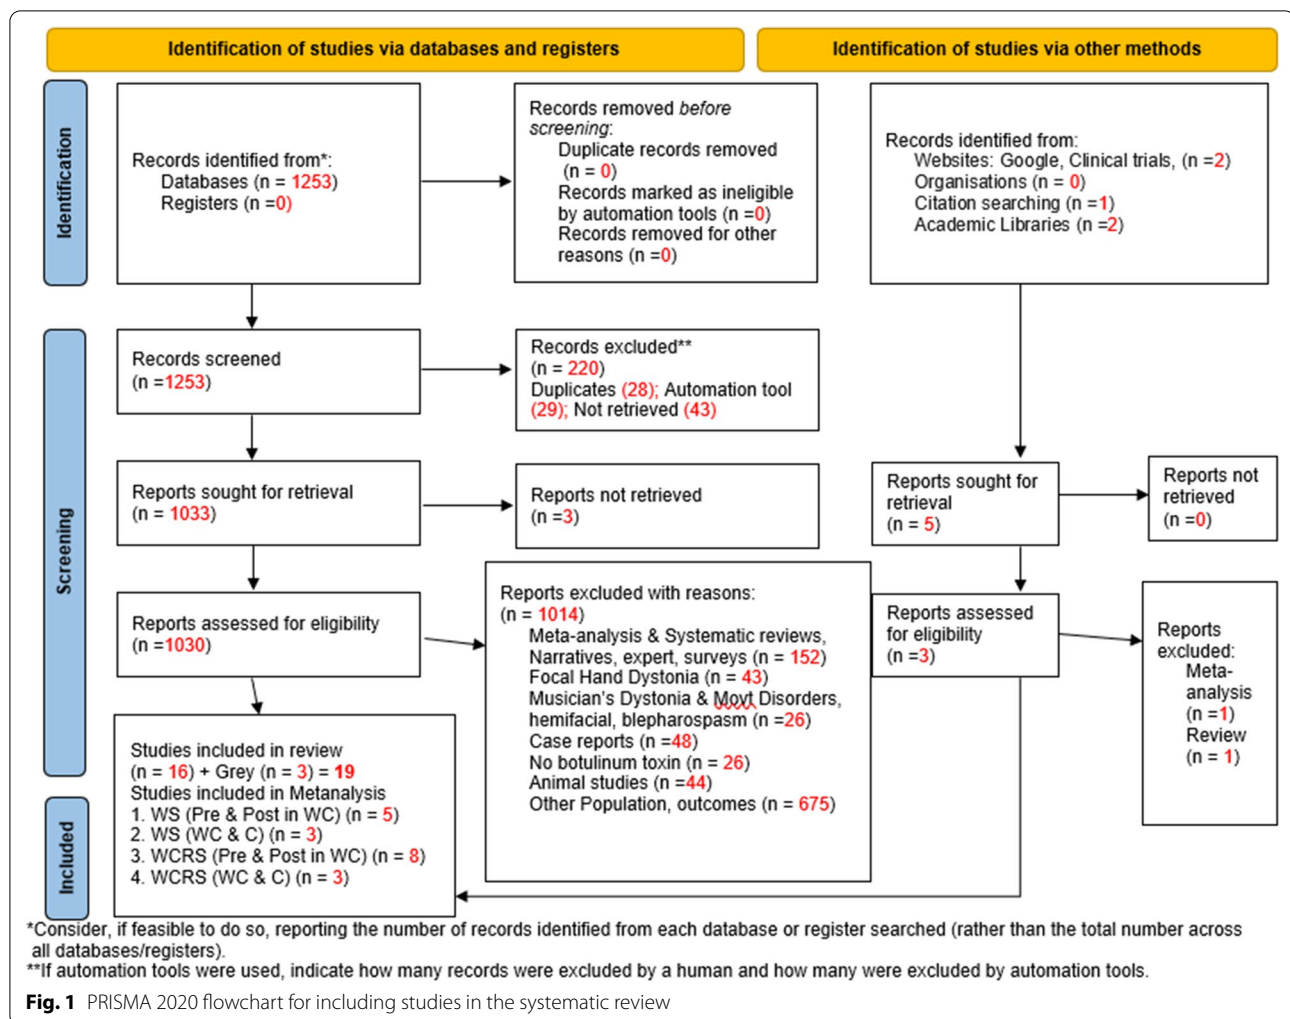 Identification of studies via databases and registers
Identification of studies via other methods
Identification
Records identified from*:
Databases (n = 1253)
Registers (n =0)
Records removed before
screening:
Duplicate records removed
(n = 0)
Records marked as ineligible
by automation tools (n =0)
Records removed for other
reasons (n =0)
Records identified from:
Websites: Google, Clinical trials, (n =2)
Organisations (n = 0)
Citation searching (n =1)
Academic Libraries (n =2)
Screening
Records screened
(n =1253)
Records excluded**
(n = 220)
Duplicates (28); Automation tool
(29); Not retrieved (43)
Reports sought for retrieval
(n = 1033)
Reports not retrieved
(n =3)
Reports sought for
retrieval
(n = 5)
Reports not
retrieved
(n =0)
Reports assessed for eligibility
(n =1030)
Reports excluded with reasons:
(n = 1014)
Meta-analysis & Systematic reviews,
Narratives, expert, surveys (n = 152)
Focal Hand Dystonia (n = 43)
Musician's Dystonia & Movt Disorders,
hemifacial, blepharospasm (n =26)
Case reports (n =48)
No botulinum toxin (n = 26)
Animal studies (n =44)
Other Population, outcomes (n = 675)
Reports assessed
for eligibility
(n =3)
Reports
excluded:
Meta-
analysis
(n =1)
Review
(n = 1)
Included
Studies included in review
(n = 16) + Grey (n = 3) = 19
Studies included in Metanalysis
1. WS (Pre & Post in WC) (n = 5)
2. WS (WC & C) (n = 3)
3. WCRS (Pre & Post in WC) (n = 8)
4. WCRS (WC & C) (n = 3)
*Consider, if feasible to do so, reporting the number of records identified from each database or register searched (rather than the total number across
all databases/registers).
**If automation tools were used, indicate how many records were excluded by a human and how many were excluded by automation tools.
Fig. 1 PRISMA 2020 flowchart for including studies in the systematic review